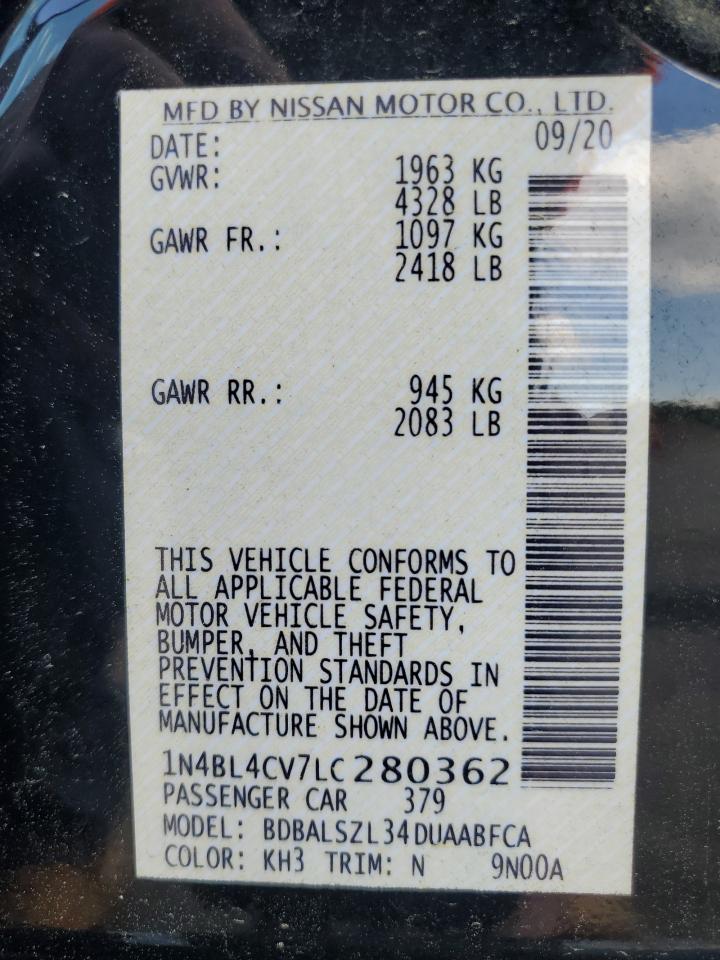 MFD BY NISSAN MOTOR CO., LTD.
DATE: 09/20
GVWR: 1963 KG
4328 LB
GAWR FR.: 1097 KG
2418 LB
GAWR RR.: 945 KG
2083 LB
THIS VEHICLE CONFORMS TO
ALL APPLICABLE FEDERAL
MOTOR VEHICLE SAFETY,
BUMPER, AND THEFT
PREVENTION STANDARDS IN
EFFECT ON THE DATE OF
MANUFACTURE SHOWN ABOVE.
1N4BL4CV7LC280362
PASSENGER CAR 379
MODEL: BDBALSZL34DUAABFCA
COLOR: KH3 TRIM: N 9N00A